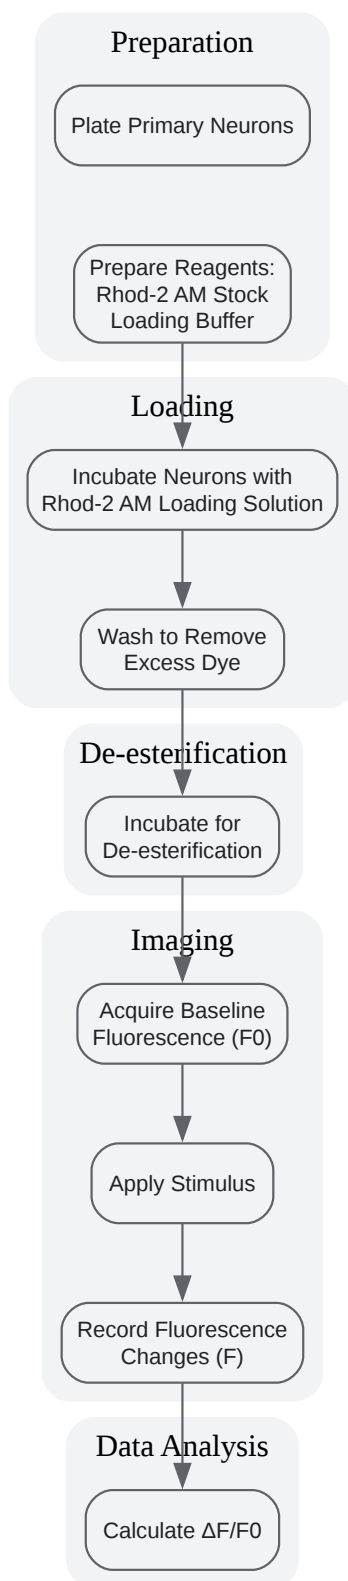 Preparation
Plate Primary Neurons
Prepare Reagents:
Rhod-2 AM Stock
Loading Buffer
Loading
Incubate Neurons with
Rhod-2 AM Loading Solution
Wash to Remove
Excess Dye
De-esterification
Incubate for
De-esterification
Imaging
Acquire Baseline
Fluorescence (F0)
Apply Stimulus
Record Fluorescence
Changes (F)
Data Analysis
Calculate ΔF/F0